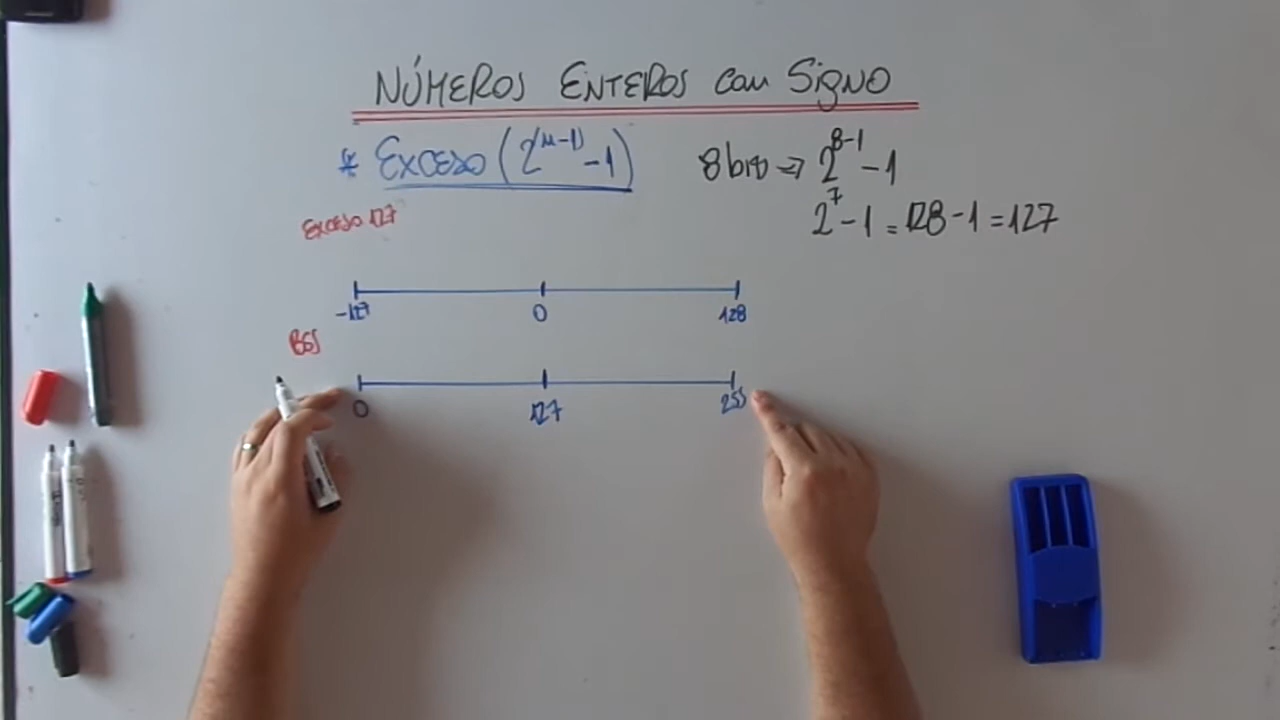 NÚMEROS ENTEROS con SIGNO
* EXCESO (2^(n-1) - 1)
8 bits => 2^8-1 - 1
2^7 - 1 = 128 - 1 = 127
EXCESO 127
-127 0 128
BSS
0 127 255